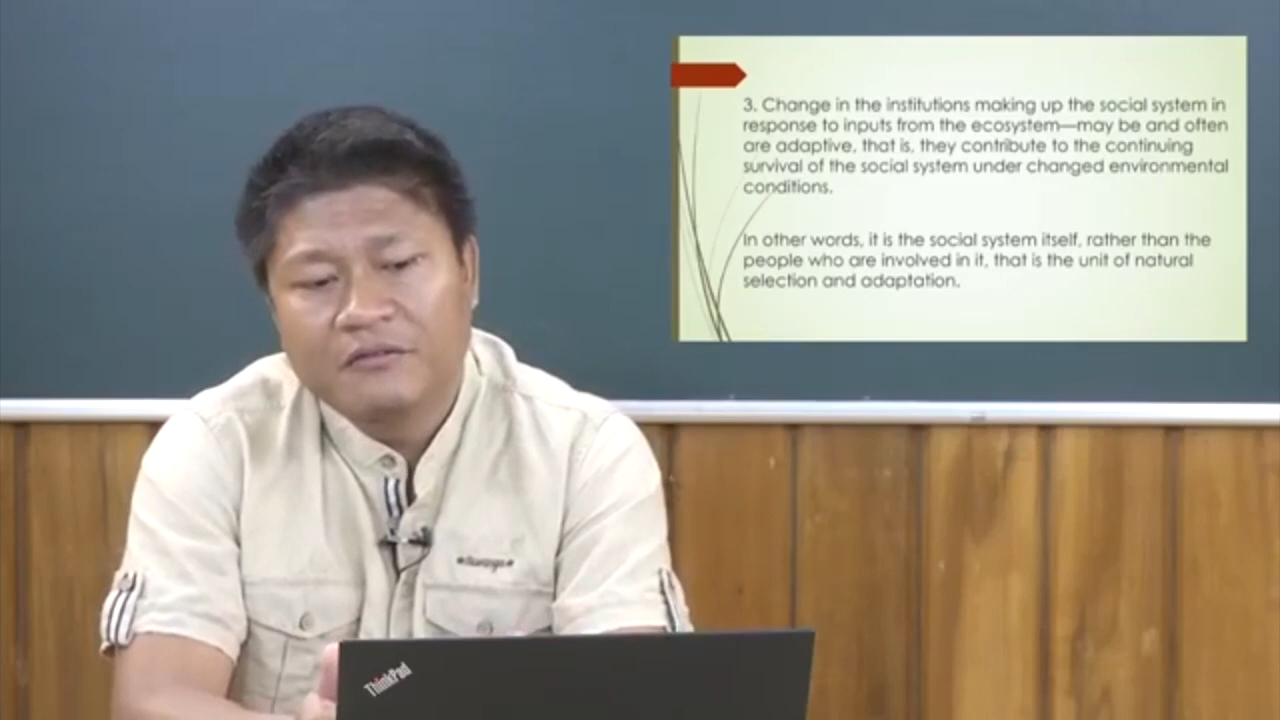 3. Change in the institutions making up the social system in
response to inputs from the ecosystem—may be and often
are adaptive, that is, they contribute to the continuing
survival of the social system under changed environmental
conditions.
In other words, it is the social system itself, rather than the
people who are involved in it, that is the unit of natural
selection and adaptation.
ThinkPad